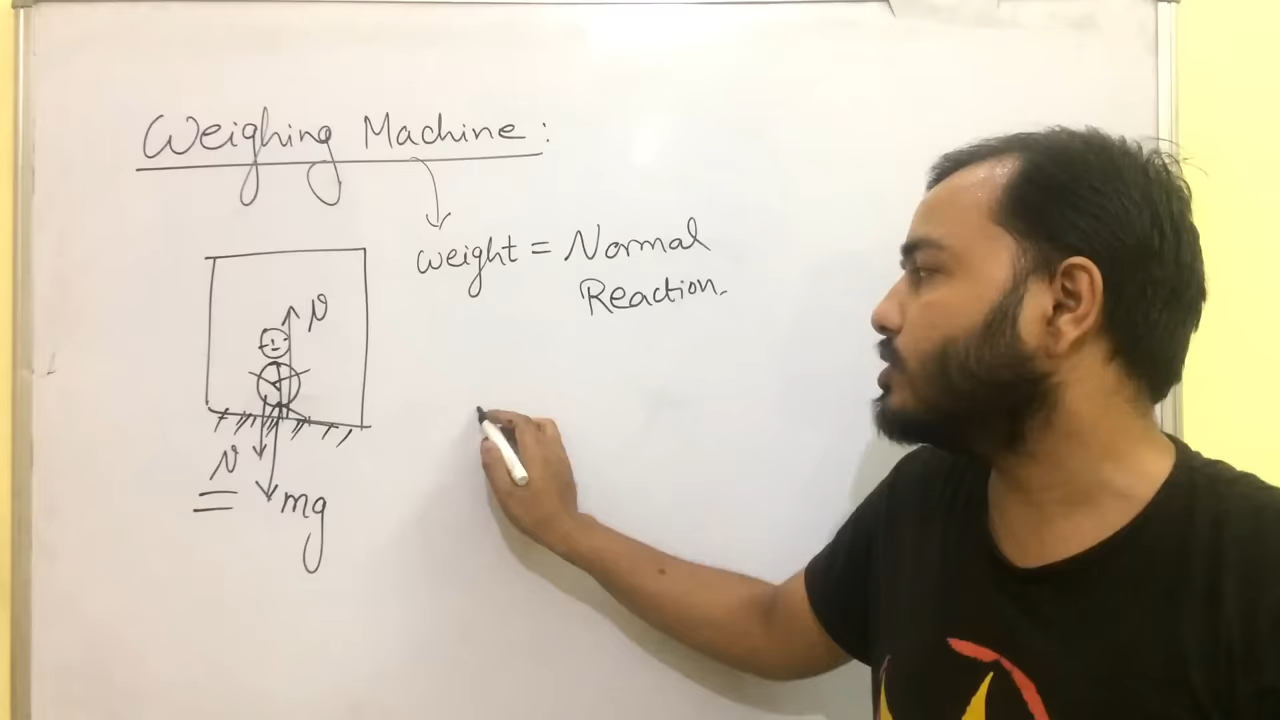 Weighing Machine:
weight = Normal
Reaction.
N
N
mg